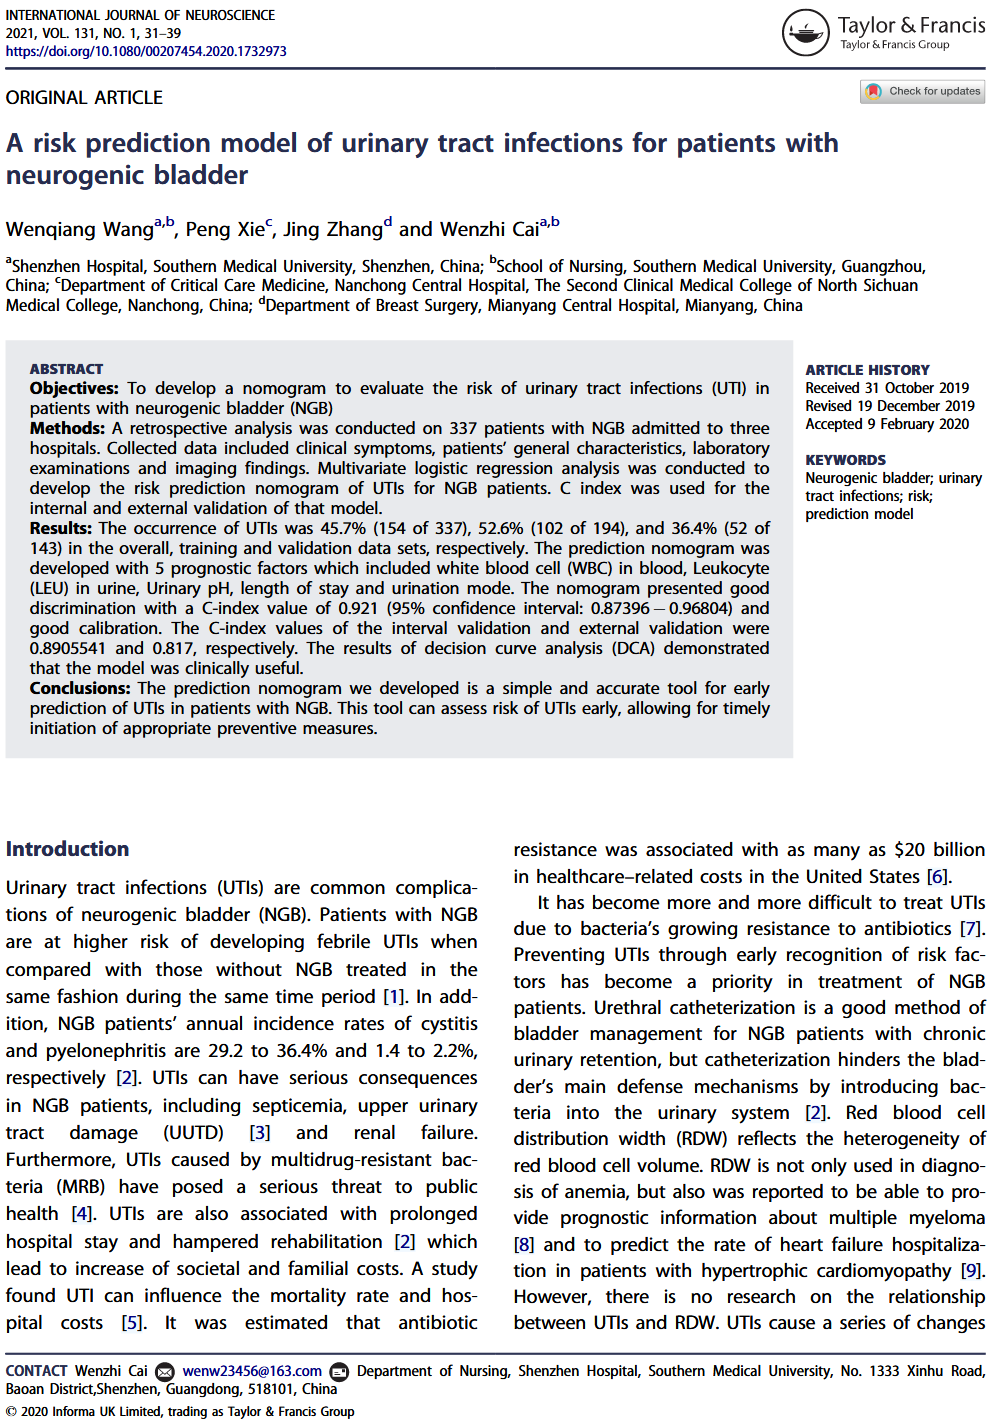 INTERNATIONAL JOURNAL OF NEUROSCIENCE
2021, VOL. 131, NO. 1, 31–39
https://doi.org/10.1080/00207454.2020.1732973
Taylor & Francis
Taylor & Francis Group
ORIGINAL ARTICLE
Check for updates
A risk prediction model of urinary tract infections for patients with
neurogenic bladder
Wenqiang Wang^a,b, Peng Xie^c, Jing Zhang^d and Wenzhi Cai^a,b
^aShenzhen Hospital, Southern Medical University, Shenzhen, China; ^bSchool of Nursing, Southern Medical University, Guangzhou,
China; ^cDepartment of Critical Care Medicine, Nanchong Central Hospital, The Second Clinical Medical College of North Sichuan
Medical College, Nanchong, China; ^dDepartment of Breast Surgery, Mianyang Central Hospital, Mianyang, China
ABSTRACT
Objectives: To develop a nomogram to evaluate the risk of urinary tract infections (UTI) in
patients with neurogenic bladder (NGB)
Methods: A retrospective analysis was conducted on 337 patients with NGB admitted to three
hospitals. Collected data included clinical symptoms, patients' general characteristics, laboratory
examinations and imaging findings. Multivariate logistic regression analysis was conducted to
develop the risk prediction nomogram of UTIs for NGB patients. C index was used for the
internal and external validation of that model.
Results: The occurrence of UTIs was 45.7% (154 of 337), 52.6% (102 of 194), and 36.4% (52 of
143) in the overall, training and validation data sets, respectively. The prediction nomogram was
developed with 5 prognostic factors which included white blood cell (WBC) in blood, Leukocyte
(LEU) in urine, Urinary pH, length of stay and urination mode. The nomogram presented good
discrimination with a C-index value of 0.921 (95% confidence interval: 0.87396 – 0.96804) and
good calibration. The C-index values of the interval validation and external validation were
0.8905541 and 0.817, respectively. The results of decision curve analysis (DCA) demonstrated
that the model was clinically useful.
Conclusions: The prediction nomogram we developed is a simple and accurate tool for early
prediction of UTIs in patients with NGB. This tool can assess risk of UTIs early, allowing for timely
initiation of appropriate preventive measures.
ARTICLE HISTORY
Received 31 October 2019
Revised 19 December 2019
Accepted 9 February 2020
KEYWORDS
Neurogenic bladder; urinary
tract infections; risk;
prediction model
Introduction
Urinary tract infections (UTIs) are common complica-
tions of neurogenic bladder (NGB). Patients with NGB
are at higher risk of developing febrile UTIs when
compared with those without NGB treated in the
same fashion during the same time period [1]. In add-
ition, NGB patients' annual incidence rates of cystitis
and pyelonephritis are 29.2 to 36.4% and 1.4 to 2.2%,
respectively [2]. UTIs can have serious consequences
in NGB patients, including septicemia, upper urinary
tract damage (UUTD) [3] and renal failure.
Furthermore, UTIs caused by multidrug-resistant bac-
teria (MRB) have posed a serious threat to public
health [4]. UTIs are also associated with prolonged
hospital stay and hampered rehabilitation [2] which
lead to increase of societal and familial costs. A study
found UTI can influence the mortality rate and hos-
pital costs [5]. It was estimated that antibiotic
resistance was associated with as many as $20 billion
in healthcare–related costs in the United States [6].
It has become more and more difficult to treat UTIs
due to bacteria's growing resistance to antibiotics [7].
Preventing UTIs through early recognition of risk fac-
tors has become a priority in treatment of NGB
patients. Urethral catheterization is a good method of
bladder management for NGB patients with chronic
urinary retention, but catheterization hinders the blad-
der's main defense mechanisms by introducing bac-
teria into the urinary system [2]. Red blood cell
distribution width (RDW) reflects the heterogeneity of
red blood cell volume. RDW is not only used in diagno-
sis of anemia, but also was reported to be able to pro-
vide prognostic information about multiple myeloma
[8] and to predict the rate of heart failure hospitaliza-
tion in patients with hypertrophic cardiomyopathy [9].
However, there is no research on the relationship
between UTIs and RDW. UTIs cause a series of changes
CONTACT Wenzhi Cai wenw23456@163.com Department of Nursing, Shenzhen Hospital, Southern Medical University, No. 1333 Xinhu Road,
Baoan District,Shenzhen, Guangdong, 518101, China
© 2020 Informa UK Limited, trading as Taylor & Francis Group